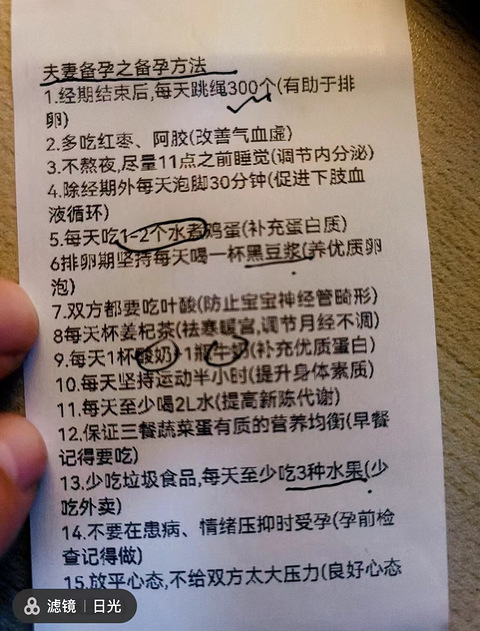 夫妻备孕之备孕方法
1.经期结束后,每天跳绳300个(有助于排
卵)
2.多吃红枣、阿胶(改善气血虚)
3.不熬夜,尽量11点之前睡觉(调节内分泌)
4.除经期外每天泡脚30分钟(促进下肢血
液循环)
5.每天吃1-2个水煮鸡蛋(补充蛋白质)
6排卵期坚持每天喝一杯黑豆浆(养优质卵
泡)
7.双方都要吃叶酸(防止宝宝神经管畸形)
8每天杯姜杞茶(祛寒暖宫,调节月经不调)
9.每天1杯酸奶+1瓶牛奶(补充优质蛋白)
10.每天坚持运动半小时(提升身体素质)
11.每天至少喝2L水(提高新陈代谢)
12.保证三餐蔬菜蛋有质的营养均衡(早餐
记得要吃)
13.少吃垃圾食品,每天至少吃3种水果(少
吃外卖)
14.不要在患病、情绪压抑时受孕(孕前检
查记得做)
15.放平心态,不给双方太大压力(良好心态
滤镜 日光